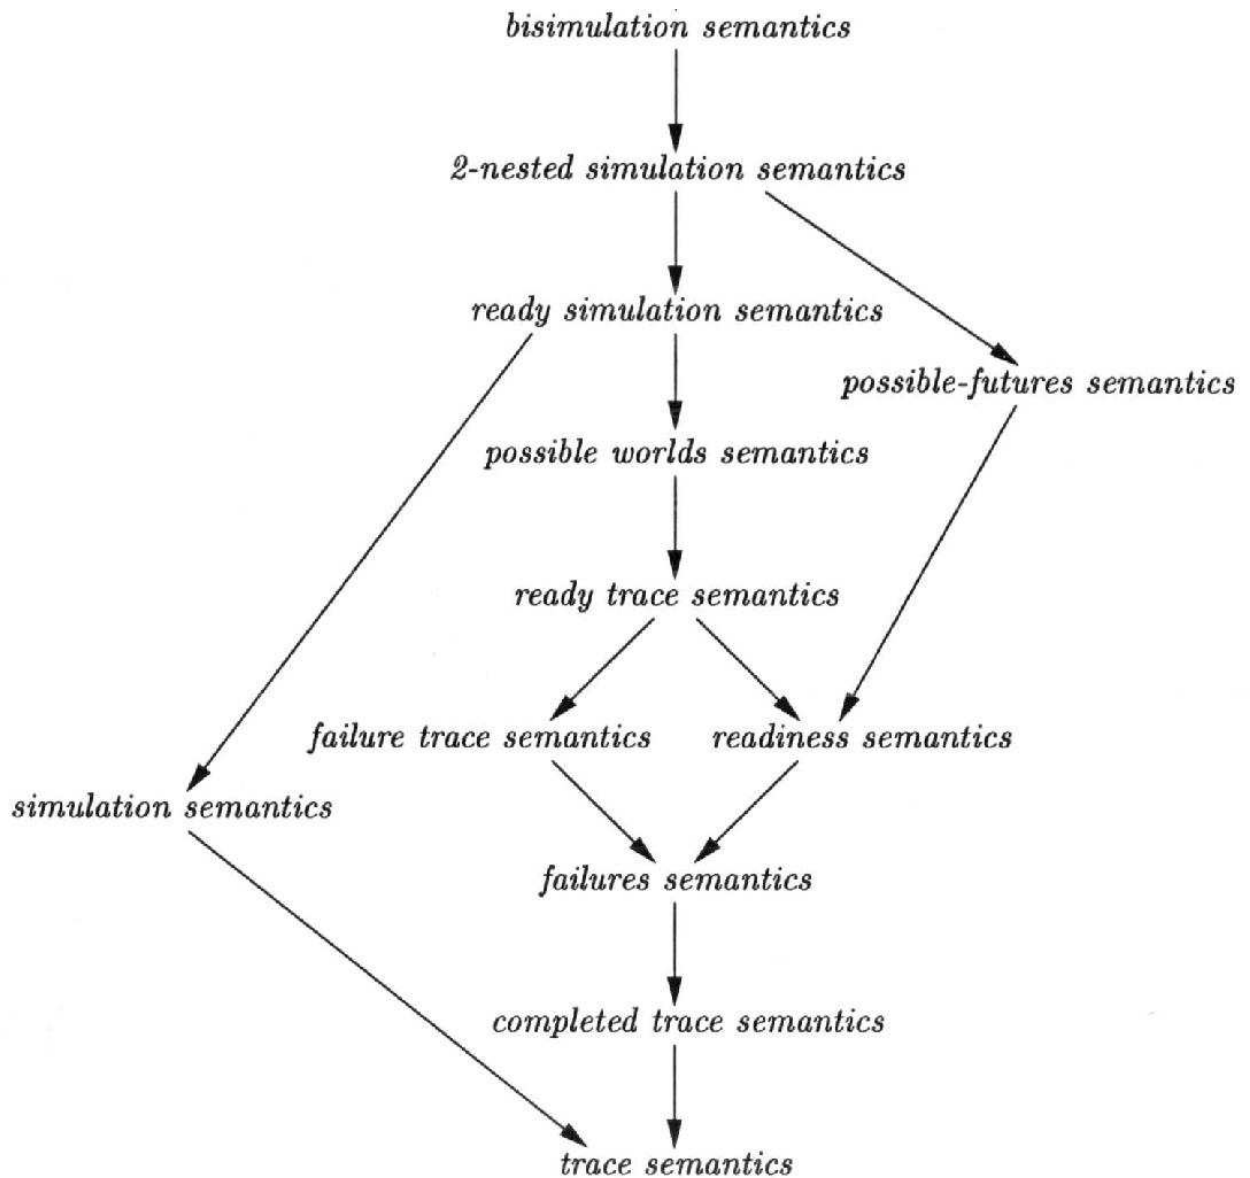 bisimulation semantics
2-nested simulation semantics
ready simulation semantics
possible-futures semantics
possible worlds semantics
ready trace semantics
failure trace semantics
readiness semantics
simulation semantics
failures semantics
completed trace semantics
trace semantics